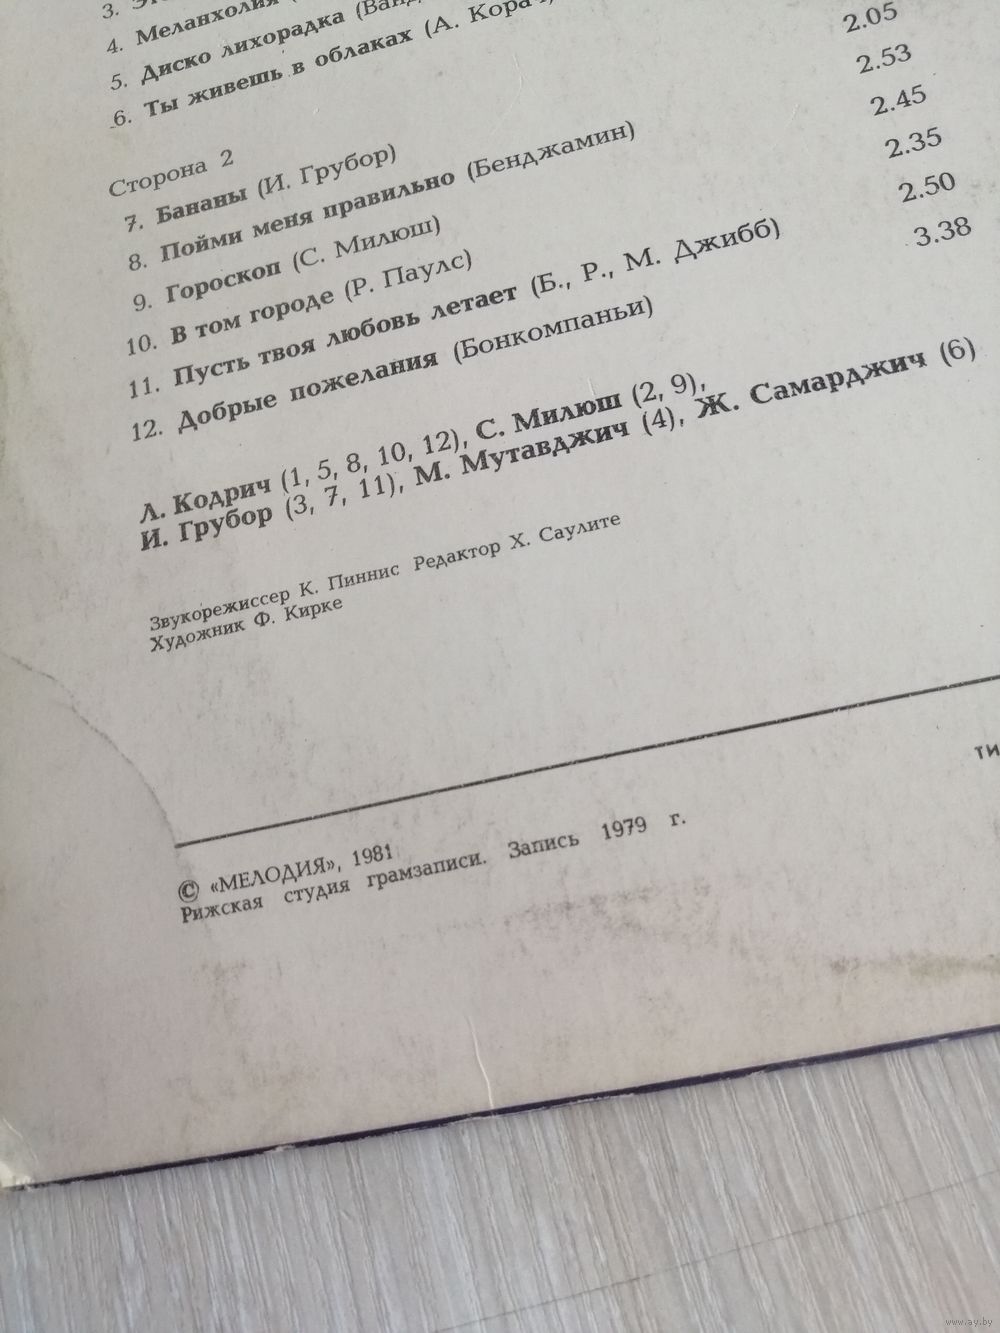 3.
4. Меланхолия
5. Диско лихорадка
6. Ты живешь в облаках (А.
Сторона 2
7. Бананы (И. Грубор) 2.05
8. Пойми меня правильно (Бенджамин) 2.53
9. Гороскоп (С. Милюш) 2.45
10. В том городе (Р. Паулс) 2.35
11. Пусть твоя любовь летает (Б., Р., М. Джибб) 2.50
12. Добрые пожелания (Бонкомпаньи) 3.38
Л. Кодрич (1, 5, 8, 10, 12), С. Милюш (2, 9),
И. Грубор (3, 7, 11), М. Мутавджич (4), Ж. Самарджич (6)
Звукорежиссер К. Пиннис Редактор Х. Саулите
Художник Ф. Кирке
© «МЕЛОДИЯ», 1981
Рижская студия грамзаписи. Запись 1979 г.
www.ay.by